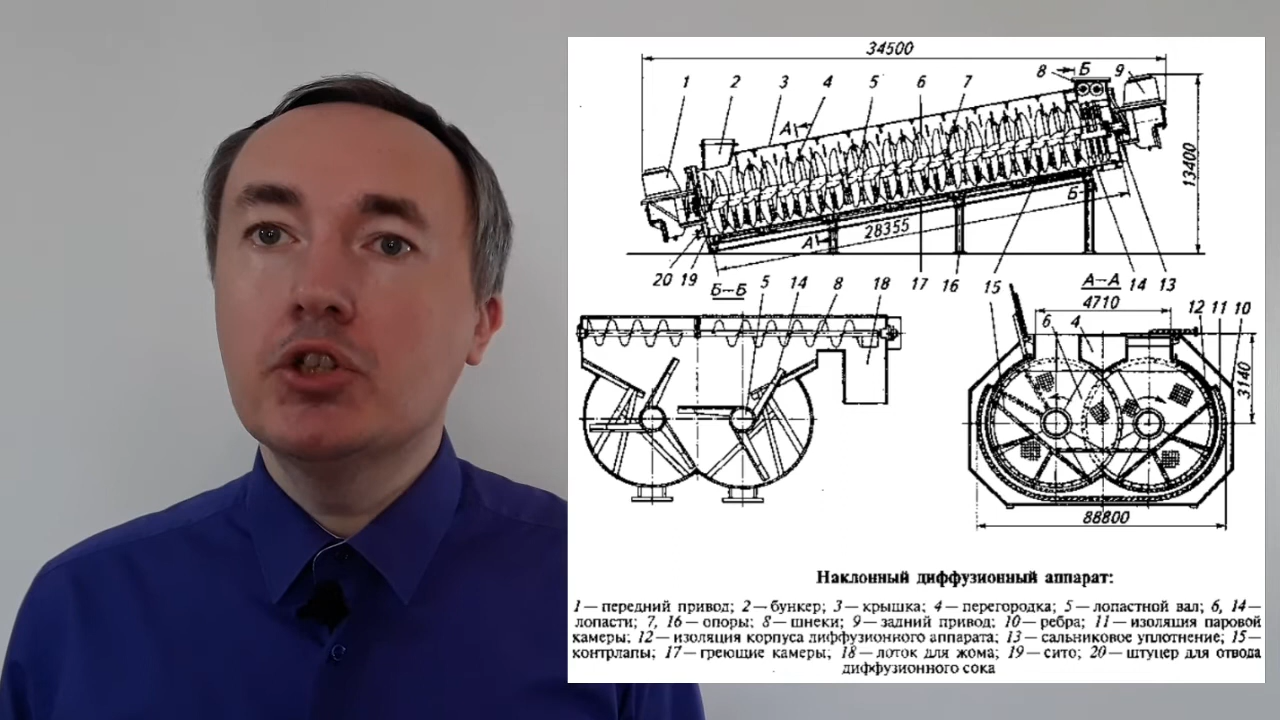 34500
1 2 3 4 5 6 7 8 Б 9
А
13400
Б
28355
А
20 19 Б–Б 5 14 8 18 17 16 15 А–А 14 13
4710
12 11 10
6 4
3140
88800
Наклонный диффузионный аппарат:
1 — передний привод; 2 — бункер; 3 — крышка; 4 — перегородка; 5 — лопастной вал; 6, 14 —
лопасти; 7, 16 — опоры; 8 — шнеки; 9 — задний привод; 10 — ребра; 11 — изоляция паровой
камеры; 12 — изоляция корпуса диффузионного аппарата; 13 — сальниковое уплотнение; 15 —
контрлапы; 17 — греющие камеры; 18 — лоток для жома; 19 — сито; 20 — штуцер для отвода
диффузионного сока